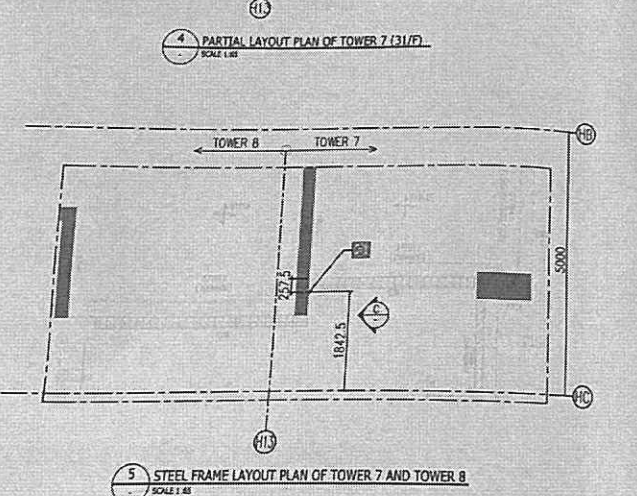 H13
4 PARTIAL LAYOUT PLAN OF TOWER 7 (31/F)
- SCALE 1:65
HB
TOWER 8 TOWER 7
5000
257.5
1842.5
C
-
HC
H13
5 STEEL FRAME LAYOUT PLAN OF TOWER 7 AND TOWER 8
- SCALE 1:65